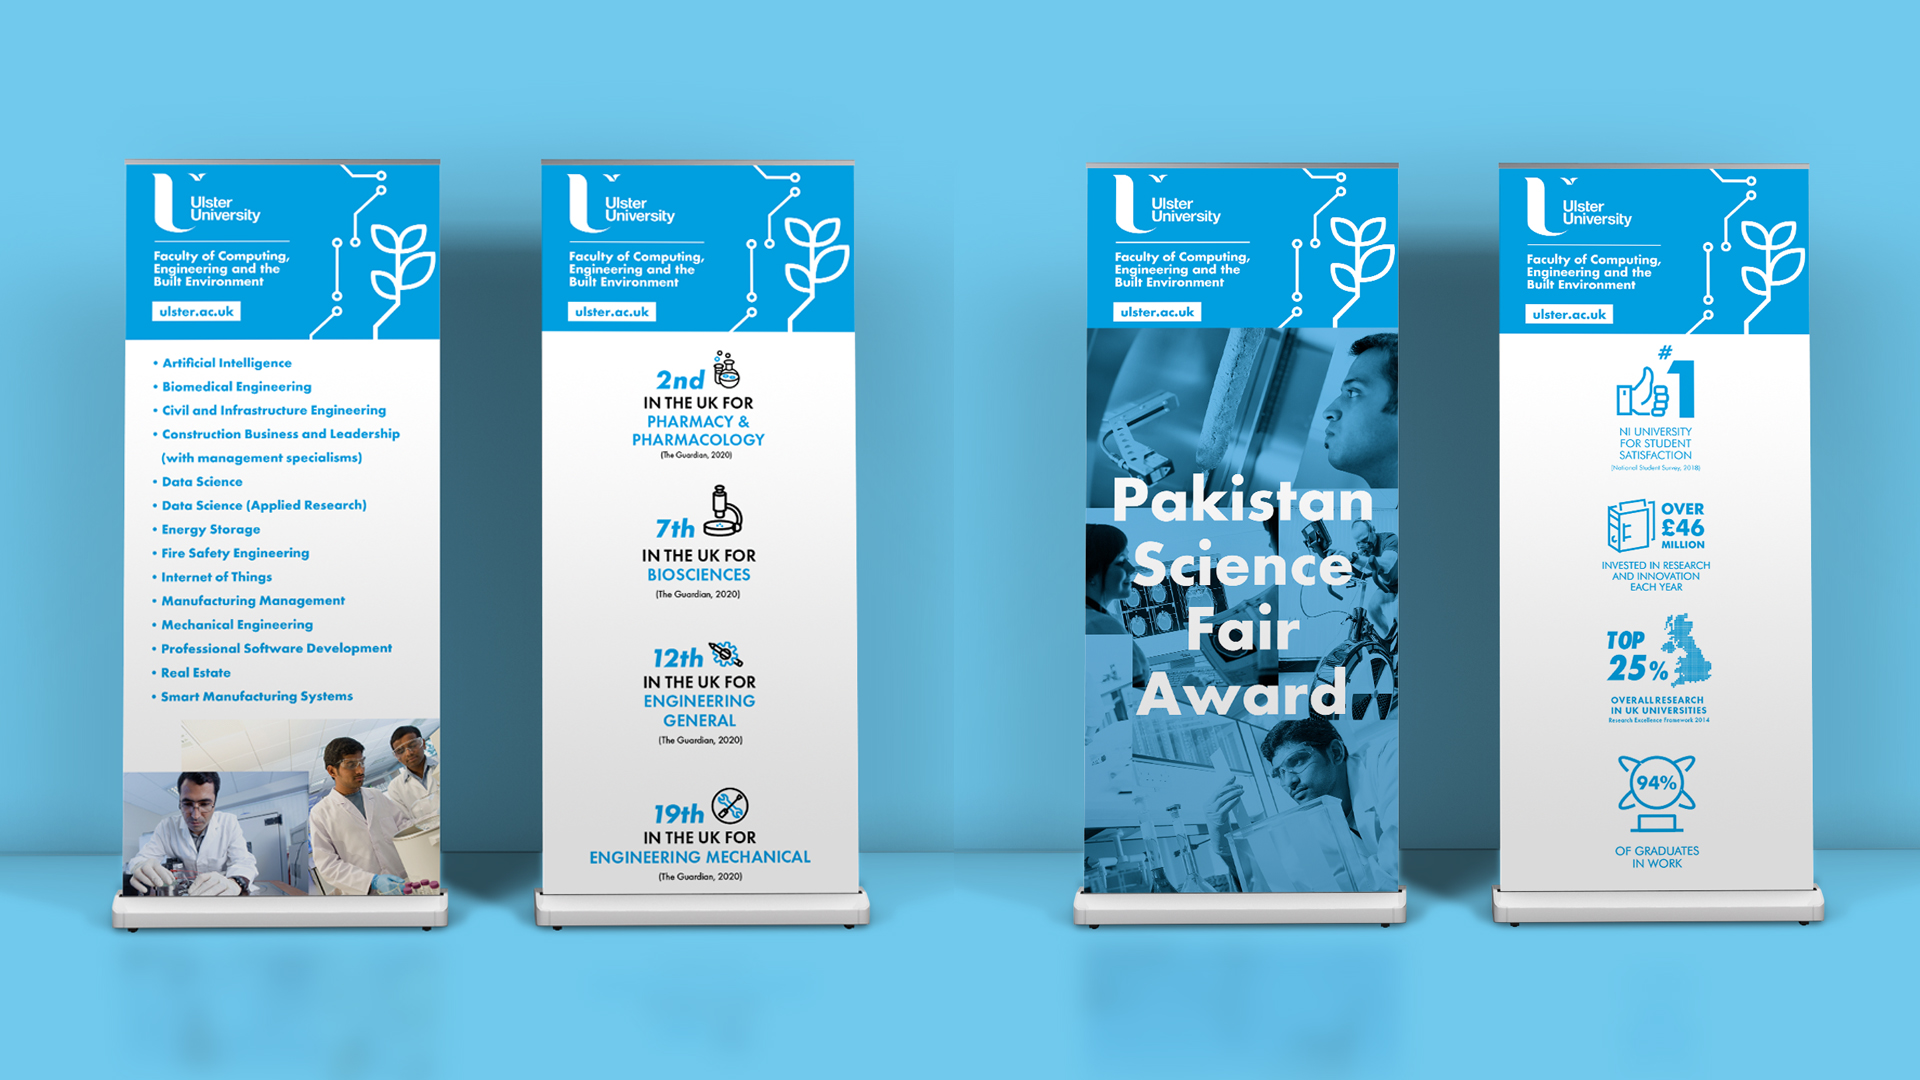 Ulster
University
Faculty of Computing,
Engineering and the
Built Environment
ulster.ac.uk
• Artificial Intelligence
• Biomedical Engineering
• Civil and Infrastructure Engineering
• Construction Business and Leadership
(with management specialisms)
• Data Science
• Data Science (Applied Research)
• Energy Storage
• Fire Safety Engineering
• Internet of Things
• Manufacturing Management
• Mechanical Engineering
• Professional Software Development
• Real Estate
• Smart Manufacturing Systems
Ulster
University
Faculty of Computing,
Engineering and the
Built Environment
ulster.ac.uk
2nd
IN THE UK FOR
PHARMACY &
PHARMACOLOGY
(The Guardian, 2020)
7th
IN THE UK FOR
BIOSCIENCES
(The Guardian, 2020)
12th
IN THE UK FOR
ENGINEERING
GENERAL
(The Guardian, 2020)
19th
IN THE UK FOR
ENGINEERING MECHANICAL
(The Guardian, 2020)
Ulster
University
Faculty of Computing,
Engineering and the
Built Environment
ulster.ac.uk
Pakistan
Science
Fair
Award
Ulster
University
Faculty of Computing,
Engineering and the
Built Environment
ulster.ac.uk
#1
NI UNIVERSITY
FOR STUDENT
SATISFACTION
(National Student Survey, 2018)
OVER
£46
MILLION
INVESTED IN RESEARCH
AND INNOVATION
EACH YEAR
TOP
25%
OVERALL RESEARCH
IN UK UNIVERSITIES
Research Excellence Framework 2014
94%
OF GRADUATES
IN WORK